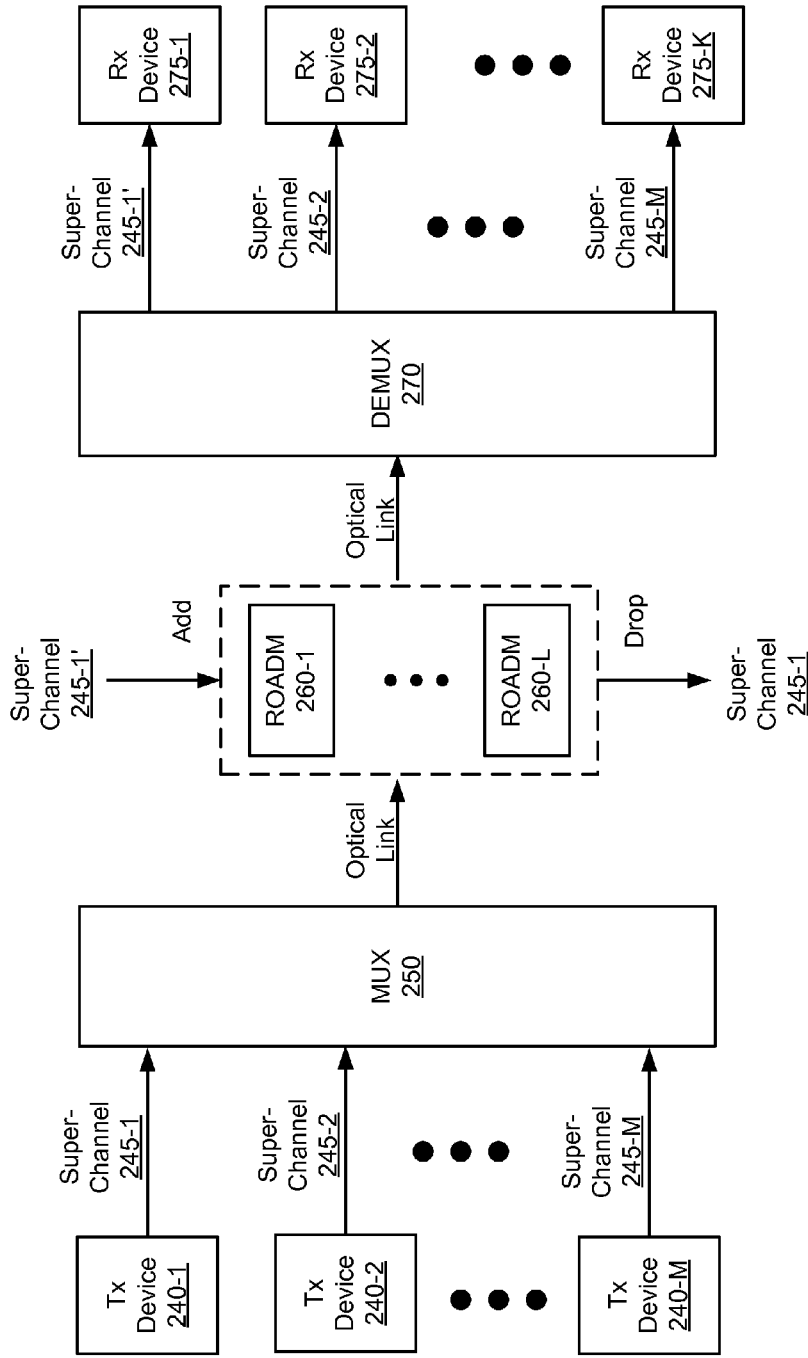 Tx
Device
240-1
Tx
Device
240-2
Tx
Device
240-M
Super-
Channel
245-1
Super-
Channel
245-2
Super-
Channel
245-M
MUX
250
Optical
Link
Super-
Channel
245-1'
Add
ROADM
260-1
ROADM
260-L
Drop
Super-
Channel
245-1
Optical
Link
DEMUX
270
Super-
Channel
245-1'
Super-
Channel
245-2
Super-
Channel
245-M
Rx
Device
275-1
Rx
Device
275-2
Rx
Device
275-K